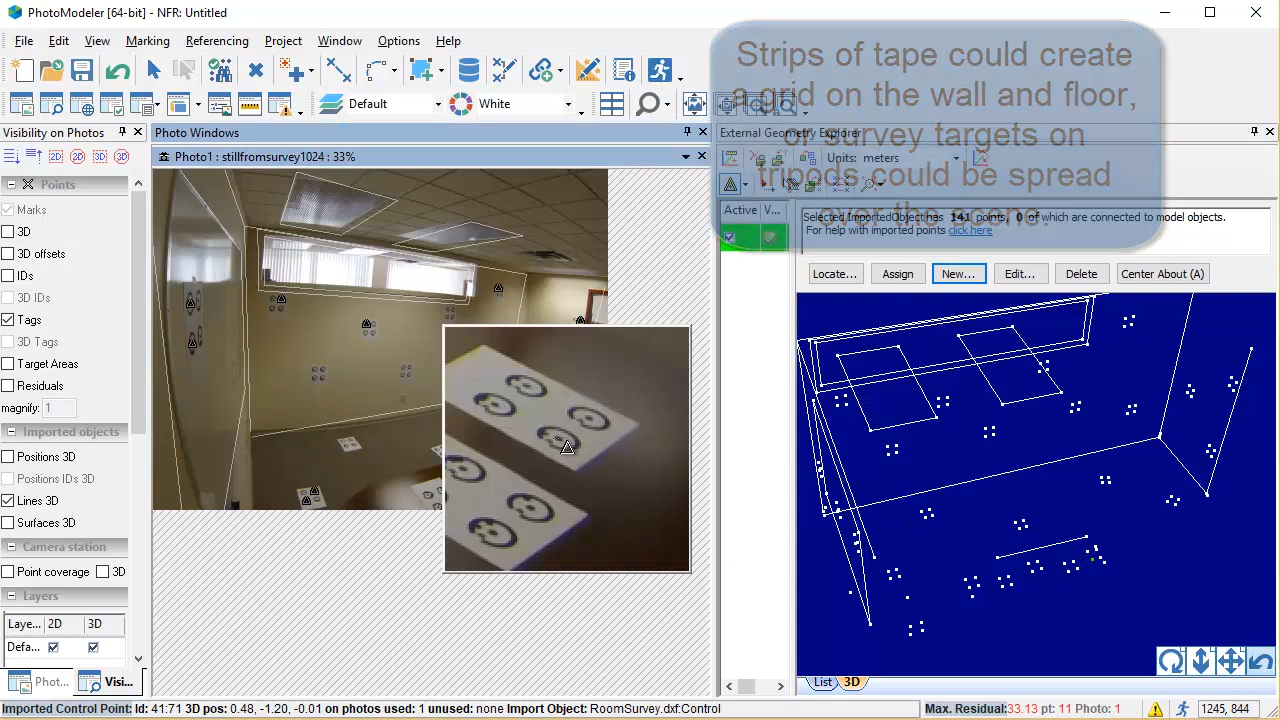 PhotoModeler [64-bit] - NFR: Untitled
File Edit View Marking Referencing Project Window Options Help
Default
White
Strips of tape could create
a grid on the wall and floor,
or survey targets on
tripods could be spread
over the scene.
Visibility on Photos
Photo Windows
External Geometry Explorer
Photo1 : stillfromsurvey1024 : 33%
Units: meters
Points
Marks
3D
3D offsets
IDs
3D IDs
Tags
3D Tags
Target Areas
Residuals
magnify: 1
Imported objects
Positions 3D
Positions IDs 3D
Lines 3D
Surfaces 3D
Camera station
Point coverage 3D
Layers
Laye... 2D 3D
Defa...
Phot... Visi...
Active V...
Selected ImportedObject has 141 points, 0 of which are connected to model objects.
For help with imported points click here
Locate... Assign New... Edit... Delete Center About (A)
List 3D
Imported Control Point: Id: 41:71 3D pos: 0.48, -1.20, -0.01 on photos used: 1 unused: none Import Object: RoomSurvey.dxf:Control
Max. Residual: 33.13 pt: 11 Photo: 1
1245, 844